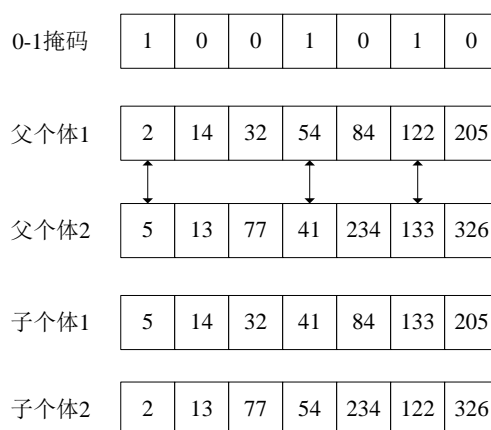 0-1掩码 1 0 0 1 0 1 0
父个体1 2 14 32 54 84 122 205
父个体2 5 13 77 41 234 133 326
子个体1 5 14 32 41 84 133 205
子个体2 2 13 77 54 234 122 326